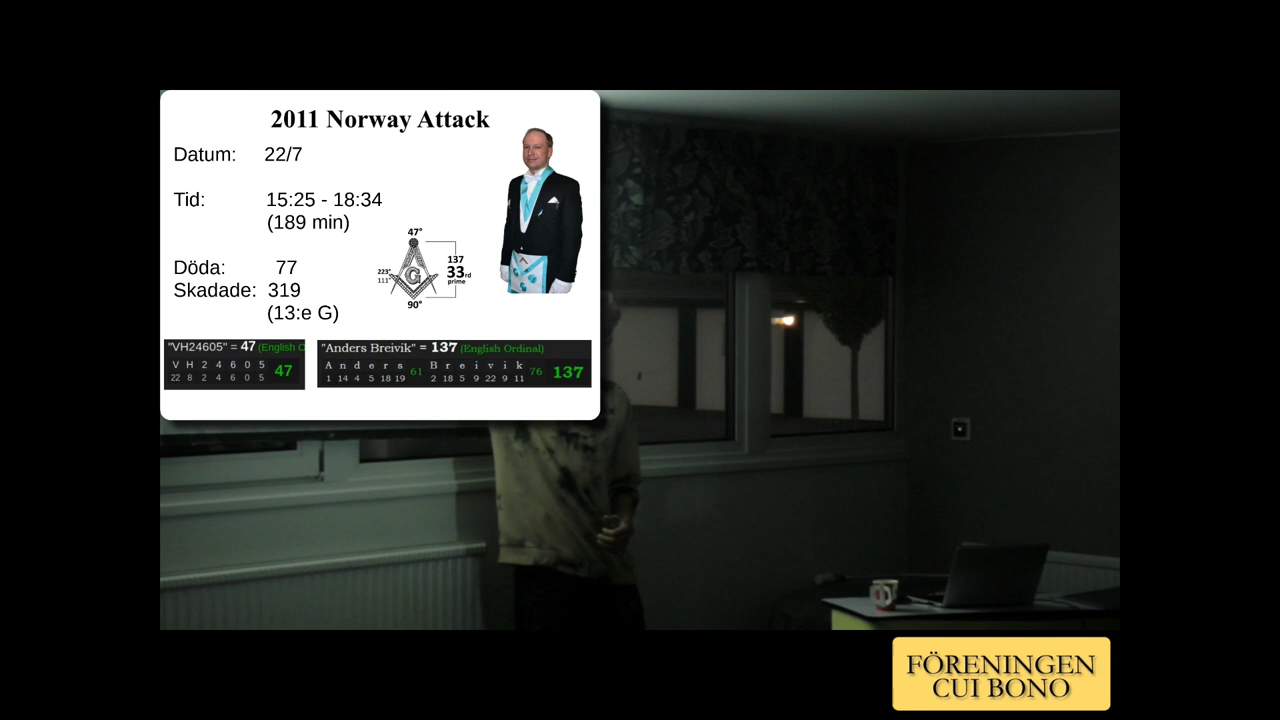 2011 Norway Attack
Datum: 22/7
Tid: 15:25 - 18:34
(189 min)
Döda: 77
Skadade: 319
(13:e G)
47°
223°
111°
G
137
33rd
prime
90°
"VH24605" = 47 (English O
V H 2 4 6 0 5 47
22 8 2 4 6 0 5
"Anders Breivik" = 137 (English Ordinal)
A n d e r s 61 B r e i v i k 76 137
1 14 4 5 18 19 2 18 5 9 22 9 11
FÖRENINGEN
CUI BONO